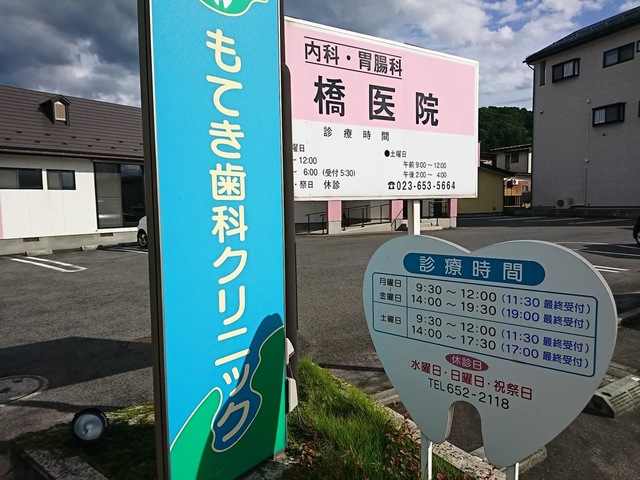 もてき歯科クリニック
内科・胃腸科
橋医院
診療時間
曜日
12:00
6:00 (受付5:30)
・祭日 休診
●土曜日
午前9:00～12:00
午後2:00～4:00
☎023-653-5664
診療時間
月曜日
金曜日
9:30～12:00 (11:30 最終受付)
14:00～19:30 (19:00 最終受付)
土曜日
9:30～12:00 (11:30 最終受付)
14:00～17:30 (17:00 最終受付)
休診日
水曜日・日曜日・祝祭日
TEL652-2118